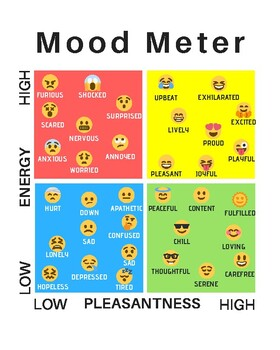 Mood Meter
HIGH
ENERGY
LOW
FURIOUS
SHOCKED
SURPRISED
SCARED
NERVOUS
ANXIOUS
ANNOYED
WORRIED
UPBEAT
EXHILARATED
EXCITED
LIVELY
PROUD
PLAYFUL
PLEASANT
JOYFUL
HURT
DOWN
APATHETIC
CONFUSED
SAD
LONELY
SAD
HOPELESS
DEPRESSED
TIRED
PEACEFUL
CONTENT
FULFILLED
CHILL
LOVING
THOUGHTFUL
CAREFREE
SERENE
LOW PLEASANTNESS HIGH